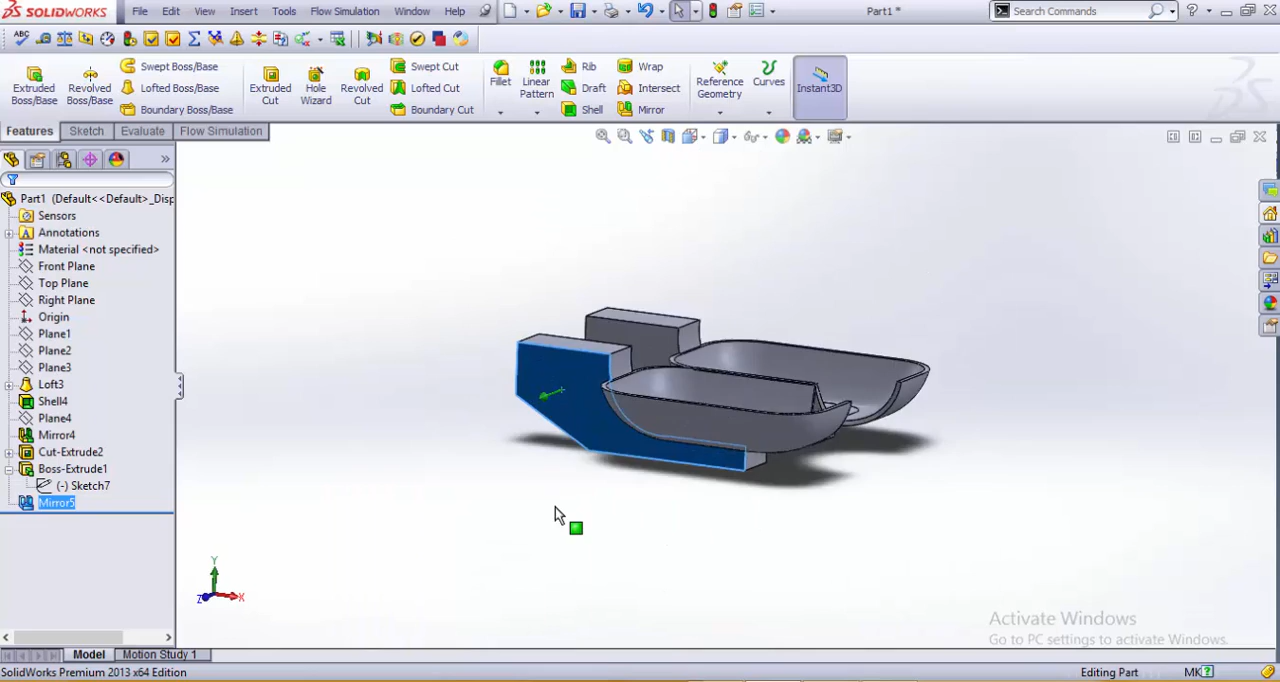 SOLIDWORKS File Edit View Insert Tools Flow Simulation Window Help Part1 * Search Commands
Extruded Boss/Base
Revolved Boss/Base
Swept Boss/Base
Lofted Boss/Base
Boundary Boss/Base
Extruded Cut
Hole Wizard
Revolved Cut
Swept Cut
Lofted Cut
Boundary Cut
Fillet
Linear Pattern
Rib
Draft
Shell
Wrap
Intersect
Mirror
Reference Geometry
Curves
Instant3D
Features Sketch Evaluate Flow Simulation
Part1 (Default<<Default>_Disp
Sensors
Annotations
Material <not specified>
Front Plane
Top Plane
Right Plane
Origin
Plane1
Plane2
Plane3
Loft3
Shell4
Plane4
Mirror4
Cut-Extrude2
Boss-Extrude1
(-) Sketch7
Mirror5
Y
Z
X
Activate Windows
Go to PC settings to activate Windows.
Model Motion Study 1
SolidWorks Premium 2013 x64 Edition Editing Part MK